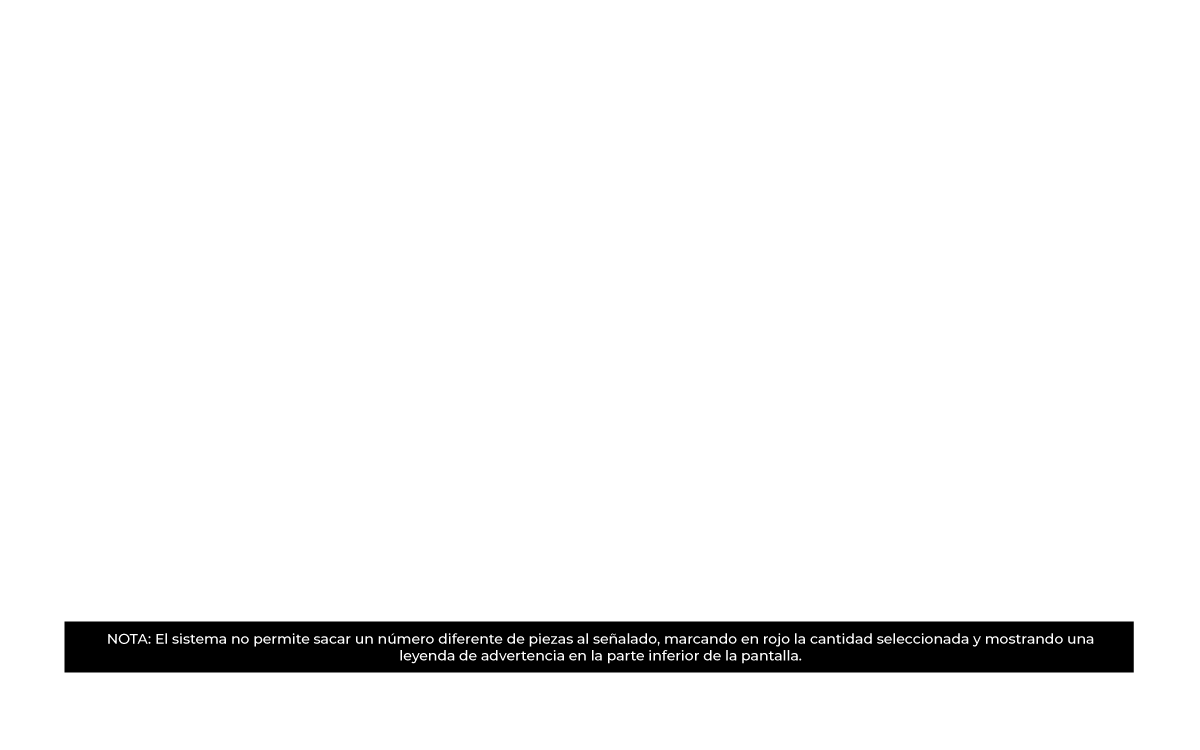 NOTA: El sistema no permite sacar un número diferente de piezas al señalado, marcando en rojo la cantidad seleccionada y mostrando una
leyenda de advertencia en la parte inferior de la pantalla.